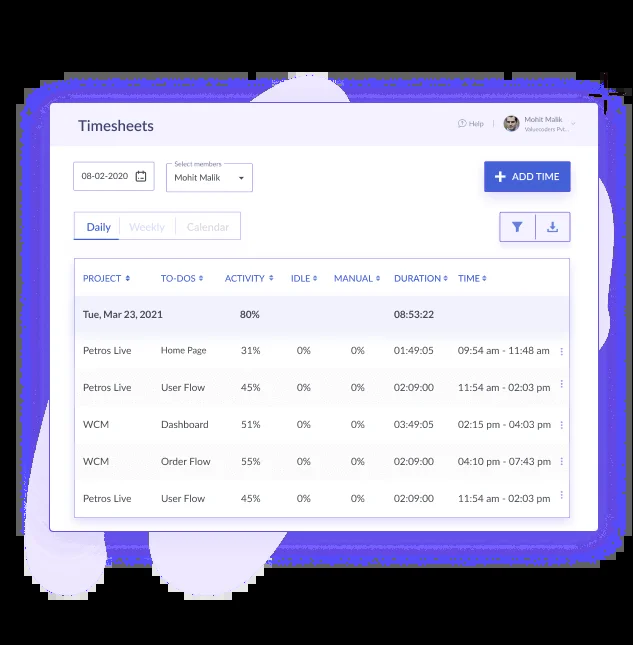 Timesheets
Help
Mohit Malik
Valuecoders Pvt...
08-02-2020
Select members
Mohit Malik
ADD TIME
Daily Weekly Calendar
PROJECT TO-DOS ACTIVITY IDLE MANUAL DURATION TIME
Tue, Mar 23, 2021 80% 08:53:22
Petros Live Home Page 31% 0% 0% 01:49:05 09:54 am - 11:48 am
Petros Live User Flow 45% 0% 0% 02:09:00 11:54 am - 02:03 pm
WCM Dashboard 51% 0% 0% 03:49:05 02:15 pm - 04:03 pm
WCM Order Flow 55% 0% 0% 02:09:00 04:10 pm - 07:43 pm
Petros Live User Flow 45% 0% 0% 02:09:00 11:54 am - 02:03 pm